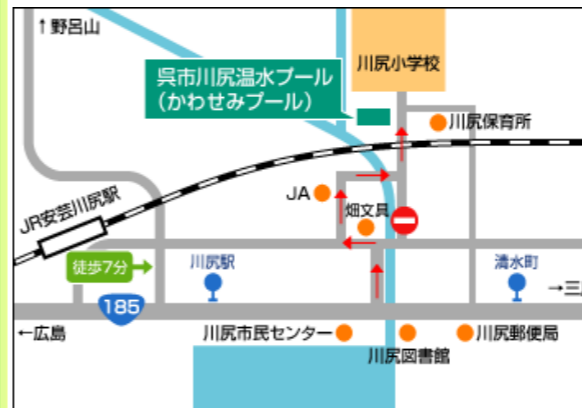 ↑野呂山
呉市川尻温水プール
(かわせみプール)
川尻小学校
川尻保育所
JR安芸川尻駅
JA
畑文具
徒歩7分
川尻駅
清水町
185
→三
←広島
川尻市民センター
川尻図書館
川尻郵便局